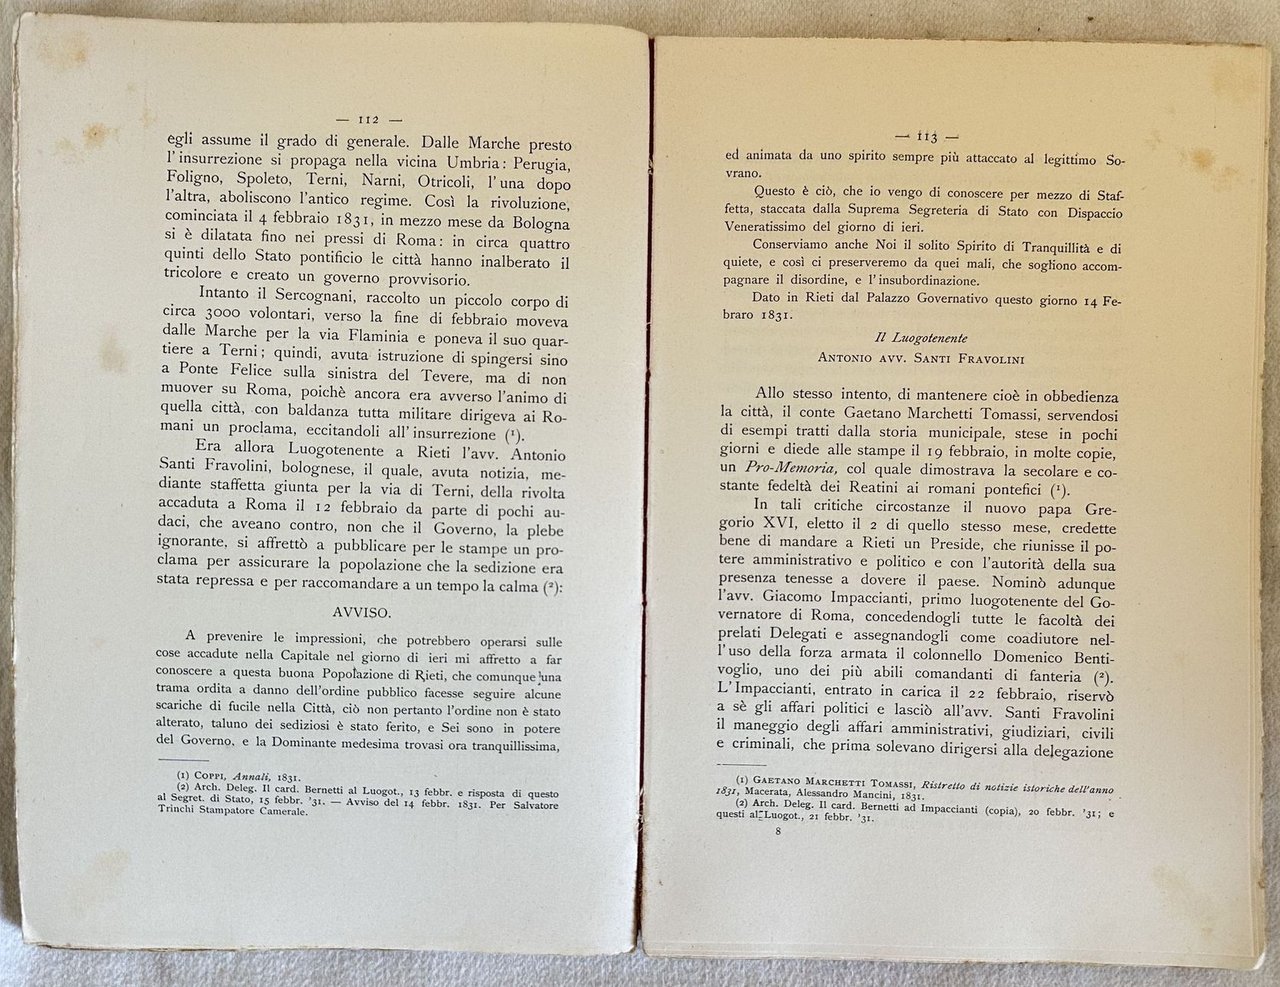 — 112 —
egli assume il grado di generale. Dalle Marche presto
l'insurrezione si propaga nella vicina Umbria: Perugia,
Foligno, Spoleto, Terni, Narni, Otricoli, l'una dopo
l'altra, aboliscono l'antico regime. Così la rivoluzione,
cominciata il 4 febbraio 1831, in mezzo mese da Bologna
si è dilatata fino nei pressi di Roma: in circa quattro
quinti dello Stato pontificio le città hanno inalberato il
tricolore e creato un governo provvisorio.
Intanto il Sercognani, raccolto un piccolo corpo di
circa 3000 volontari, verso la fine di febbraio moveva
dalle Marche per la via Flaminia e poneva il suo quar-
tiere a Terni; quindi, avuta istruzione di spingersi sino
a Ponte Felice sulla sinistra del Tevere, ma di non
muover su Roma, poichè ancora era avverso l'animo di
quella città, con baldanza tutta militare dirigeva ai Ro-
mani un proclama, eccitandoli all'insurrezione (¹).
Era allora Luogotenente a Rieti l'avv. Antonio
Santi Fravolini, bolognese, il quale, avuta notizia, me-
diante staffetta giunta per la via di Terni, della rivolta
accaduta a Roma il 12 febbraio da parte di pochi au-
daci, che aveano contro, non che il Governo, la plebe
ignorante, si affrettò a pubblicare per le stampe un pro-
clama per assicurare la popolazione che la sedizione era
stata repressa e per raccomandare a un tempo la calma (²):
AVVISO.
A prevenire le impressioni, che potrebbero operarsi sulle
cose accadute nella Capitale nel giorno di ieri mi affretto a far
conoscere a questa buona Popolazione di Rieti, che comunque una
trama ordita a danno dell'ordine pubblico facesse seguire alcune
scariche di fucile nella Città, ciò non pertanto l'ordine non è stato
alterato, taluno dei sediziosi è stato ferito, e Sei sono in potere
del Governo, e la Dominante medesima trovasi ora tranquillissima,
(1) COPPI, Annali, 1831.
(2) Arch. Deleg. Il card. Bernetti al Luogot., 13 febbr. e risposta di questo
al Segret. di Stato, 15 febbr. '31. — Avviso del 14 febbr. 1831. Per Salvatore
Trinchi Stampatore Camerale.
— 113 —
ed animata da uno spirito sempre più attaccato al legittimo So-
vrano.
Questo è ciò, che io vengo di conoscere per mezzo di Staf-
fetta, staccata dalla Suprema Segreteria di Stato con Dispaccio
Veneratissimo del giorno di ieri.
Conserviamo anche Noi il solito Spirito di Tranquillità e di
quiete, e così ci preserveremo da quei mali, che sogliono accom-
pagnare il disordine, e l'insubordinazione.
Dato in Rieti dal Palazzo Governativo questo giorno 14 Fe-
braro 1831.
Il Luogotenente
ANTONIO AVV. SANTI FRAVOLINI
Allo stesso intento, di mantenere cioè in obbedienza
la città, il conte Gaetano Marchetti Tomassi, servendosi
di esempi tratti dalla storia municipale, stese in pochi
giorni e diede alle stampe il 19 febbraio, in molte copie,
un Pro-Memoria, col quale dimostrava la secolare e co-
stante fedeltà dei Reatini ai romani pontefici (¹).
In tali critiche circostanze il nuovo papa Gre-
gorio XVI, eletto il 2 di quello stesso mese, credette
bene di mandare a Rieti un Preside, che riunisse il po-
tere amministrativo e politico e con l'autorità della sua
presenza tenesse a dovere il paese. Nominò adunque
l'avv. Giacomo Impaccianti, primo luogotenente del Go-
vernatore di Roma, concedendogli tutte le facoltà dei
prelati Delegati e assegnandogli come coadiutore nel-
l'uso della forza armata il colonnello Domenico Benti-
voglio, uno dei più abili comandanti di fanteria (²).
L'Impaccianti, entrato in carica il 22 febbraio, riservò
a sè gli affari politici e lasciò all'avv. Santi Fravolini
il maneggio degli affari amministrativi, giudiziari, civili
e criminali, che prima solevano dirigersi alla delegazione
(1) GAETANO MARCHETTI TOMASSI, Ristretto di notizie istoriche dell'anno
1831, Macerata, Alessandro Mancini, 1831.
(2) Arch. Deleg. Il card. Bernetti ad Impaccianti (copia), 20 febbr. '31; e
questi al Luogot., 21 febbr. '31.
8